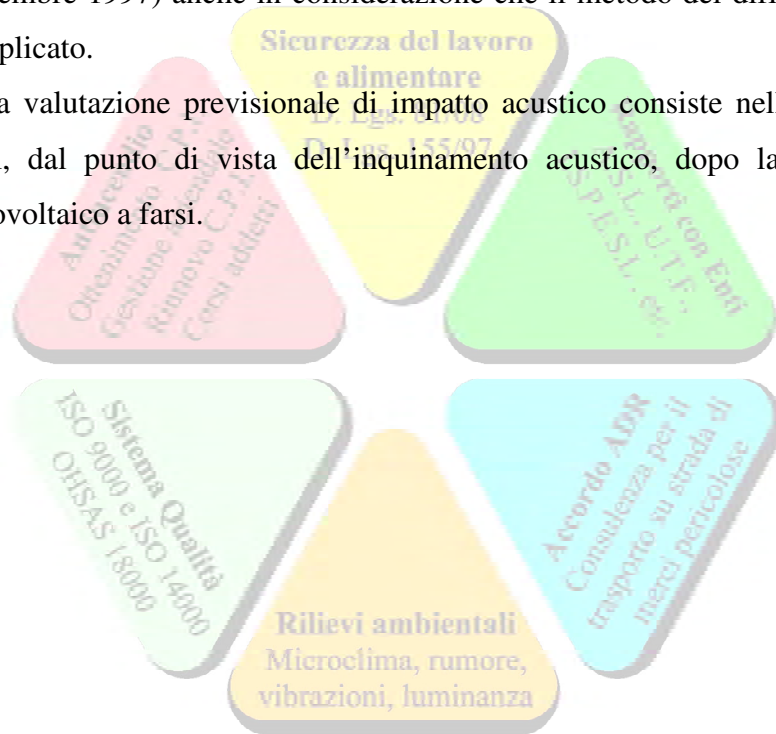 embre 1997) anche in considerazione che il metodo del diff
plicato.
a valutazione previsionale di impatto acustico consiste nell
, dal punto di vista dell’inquinamento acustico, dopo la
ovoltaico a farsi.
Sicurezza del lavoro
e alimentare
D. Lgs. 81/08
D. Lgs. 155/97
Antincendio
Ottenimento C.P.I.
Gestione aziendale
Rinnovo C.P.I.
Corsi addetti
Rapporti con Enti
A.S.L., U.T.F.,
I.S.P.E.S.L., etc.
Sistema Qualità
ISO 9000 e ISO 14000
OHSAS 18000
Accordo ADR
Consulenza per il
trasporto su strada di
merci pericolose
Rilievi ambientali
Microclima, rumore,
vibrazioni, luminanza